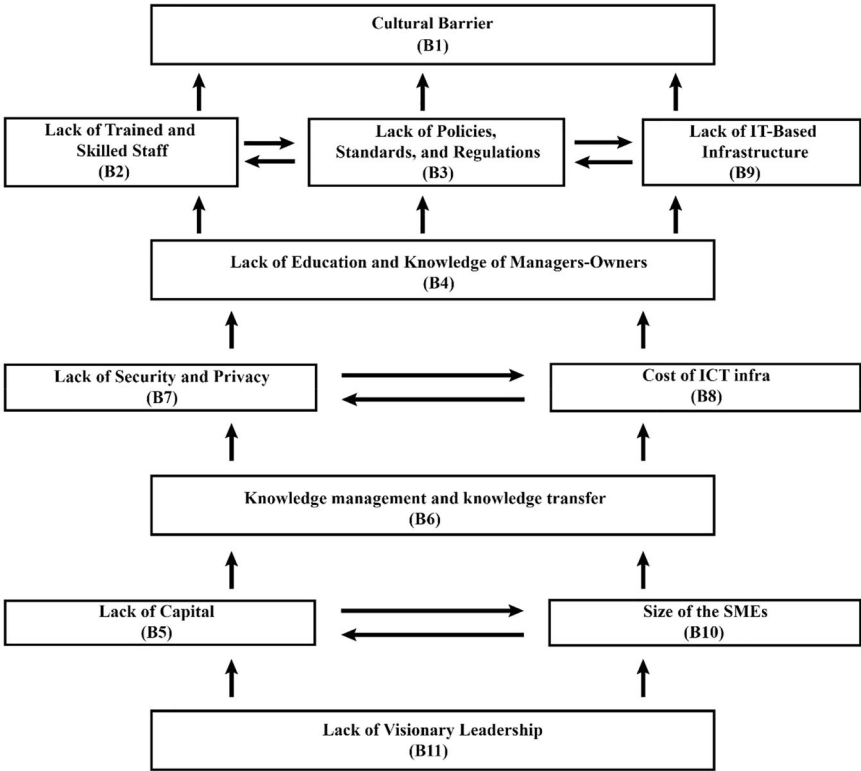 Cultural Barrier
(B1)
Lack of Trained and
Skilled Staff
(B2)
Lack of Policies,
Standards, and Regulations
(B3)
Lack of IT-Based
Infrastructure
(B9)
Lack of Education and Knowledge of Managers-Owners
(B4)
Lack of Security and Privacy
(B7)
Cost of ICT infra
(B8)
Knowledge management and knowledge transfer
(B6)
Lack of Capital
(B5)
Size of the SMEs
(B10)
Lack of Visionary Leadership
(B11)